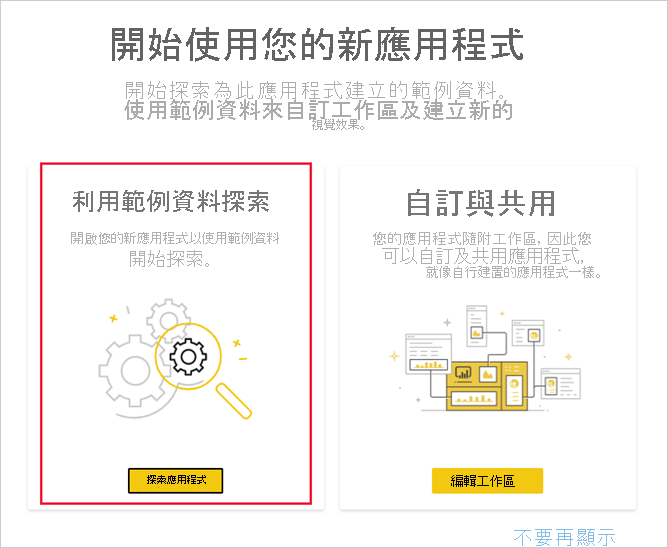 開始使用您的新應用程式
開始探索為此應用程式建立的範例資料。
使用範例資料來自訂工作區及建立新的
視覺效果。
利用範例資料探索
開啟您的新應用程式以使用範例資料
開始探索。
探索應用程式
自訂與共用
您的應用程式隨附工作區, 因此您
可以自訂及共用應用程式,
就像自行建置的應用程式一樣。
編輯工作區
不要再顯示